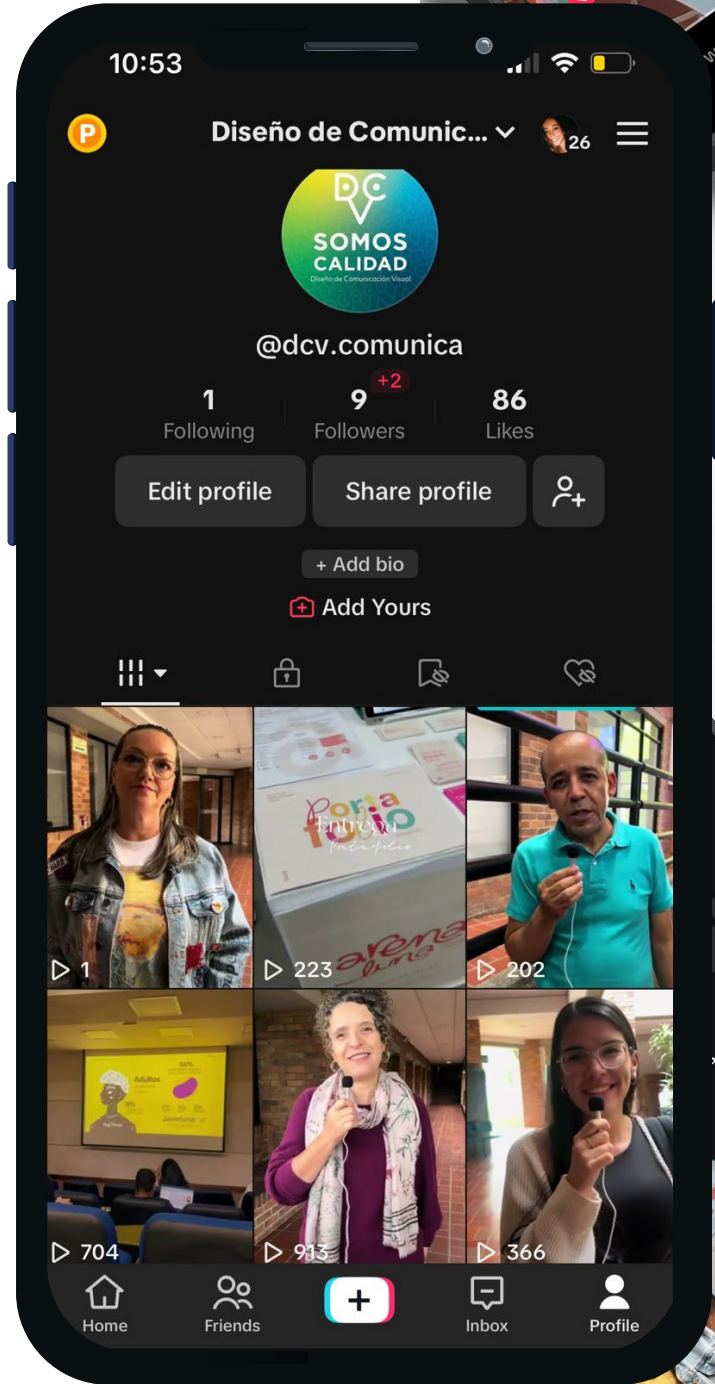 10:53
P
Diseño de Comunic...
26
DCV
SOMOS
CALIDAD
Diseño de Comunicación Visual
@dcv.comunica
+2
1
9
86
Following
Followers
Likes
Edit profile
Share profile
+ Add bio
Add Yours
Porta
folio
Entrega
Portafolio
arena
1
223
202
Adultos
704
913
366
Home
Friends
Inbox
Profile